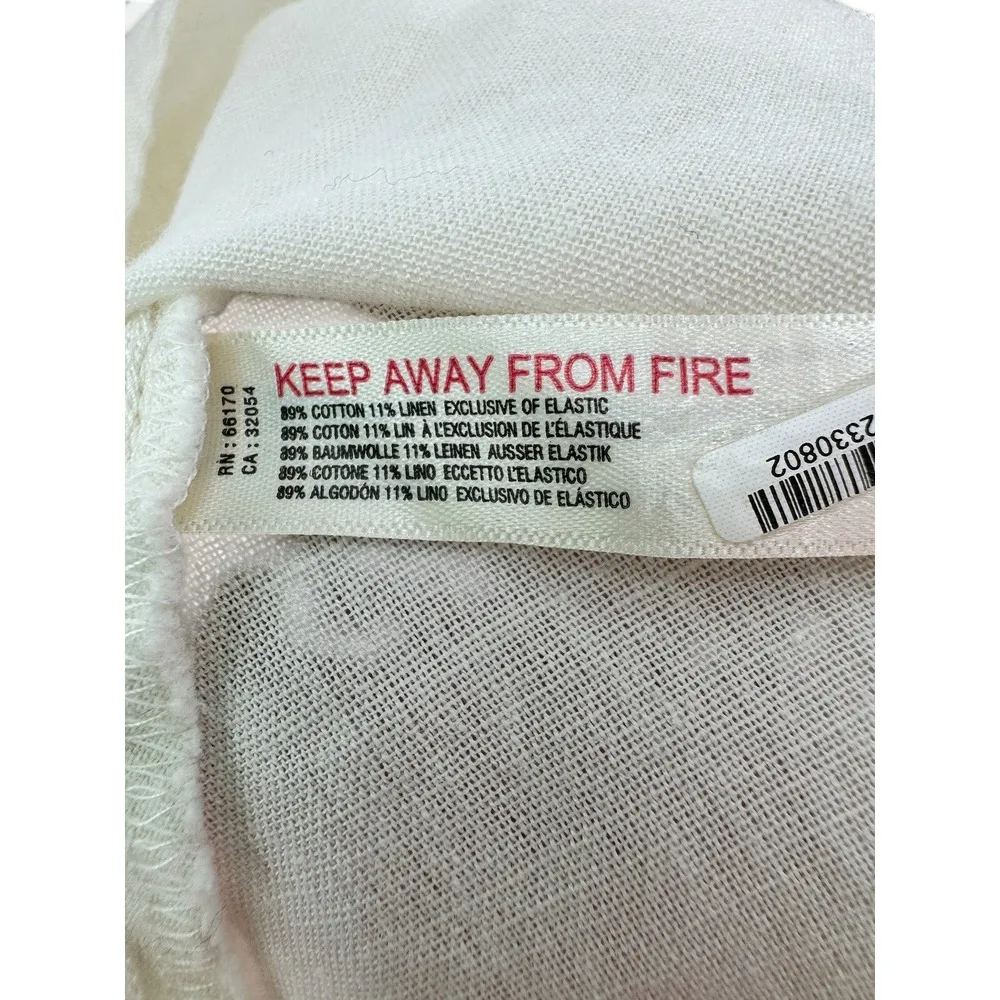 KEEP AWAY FROM FIRE
89% COTTON 11% LINEN EXCLUSIVE OF ELASTIC
89% COTON 11% LIN À L'EXCLUSION DE L'ÉLASTIQUE
89% BAUMWOLLE 11% LEINEN AUSSER ELASTIK
89% COTONE 11% LINO ECCETTO L'ELASTICO
89% ALGODÓN 11% LINO EXCLUSIVO DE ELÁSTICO
RN : 66170
CA : 32054
2330802